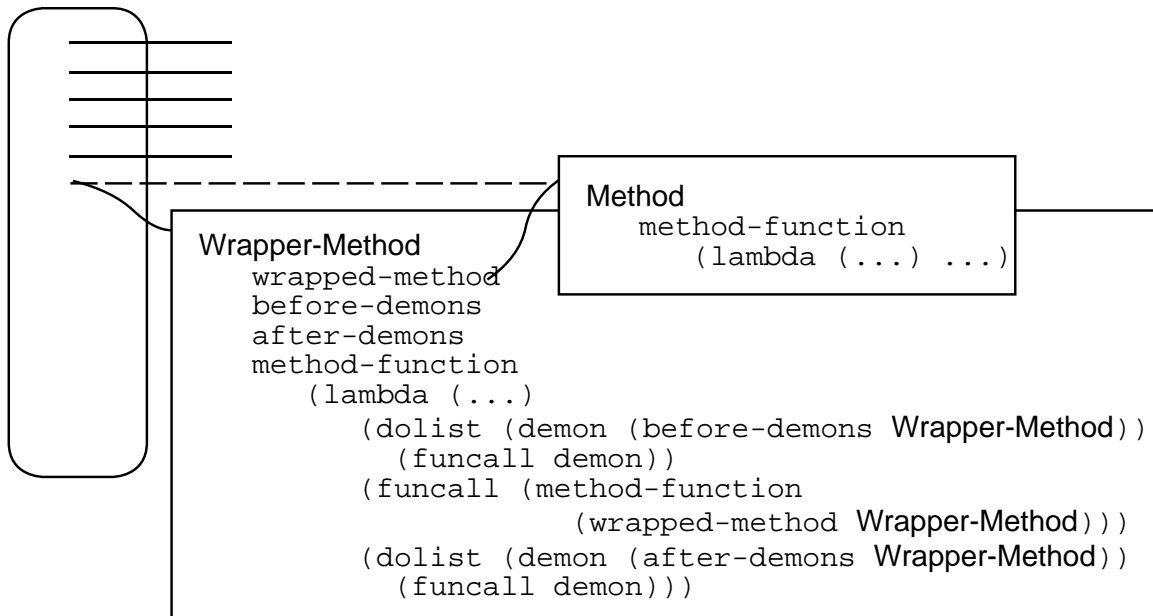 Method
method-function
(lambda (...) ...)
Wrapper-Method
wrapped-method
before-demons
after-demons
method-function
(lambda (...)
(dolist (demon (before-demons Wrapper-Method))
(funcall demon))
(funcall (method-function
(wrapped-method Wrapper-Method)))
(dolist (demon (after-demons Wrapper-Method))
(funcall demon)))